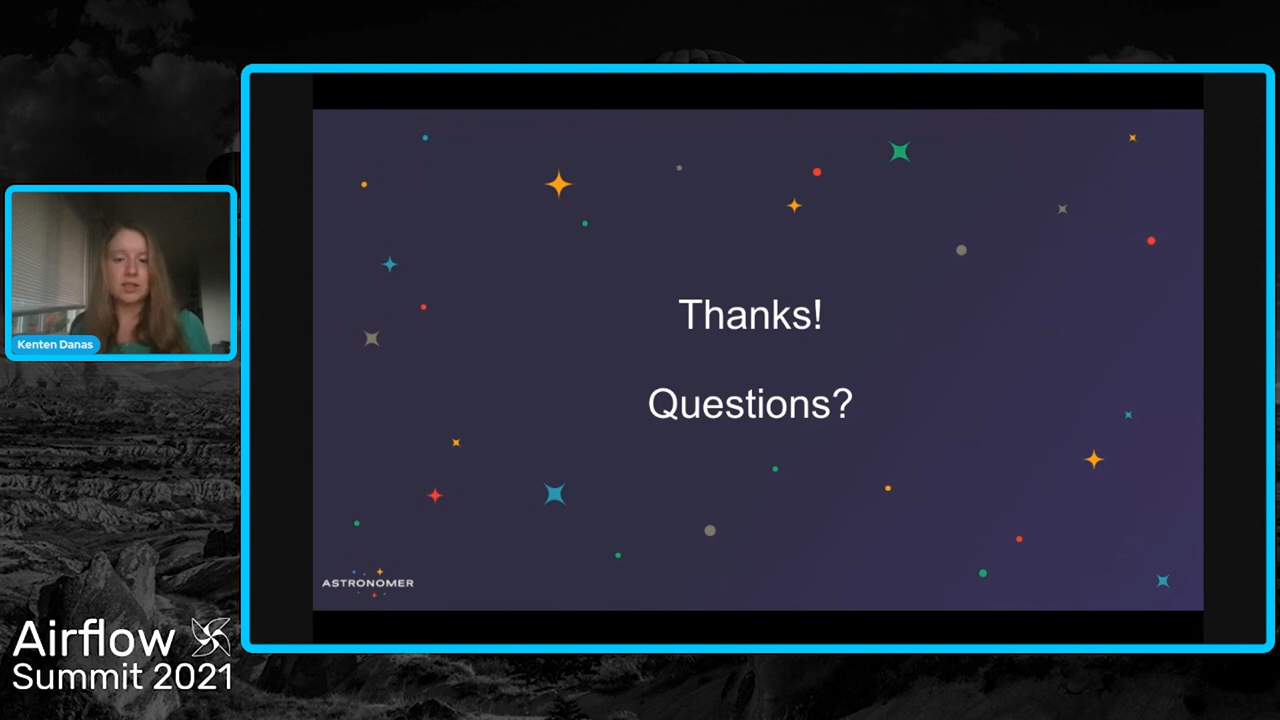 Thanks!
Questions?
Kenten Danas
ASTRONOMER
Airflow
Summit 2021